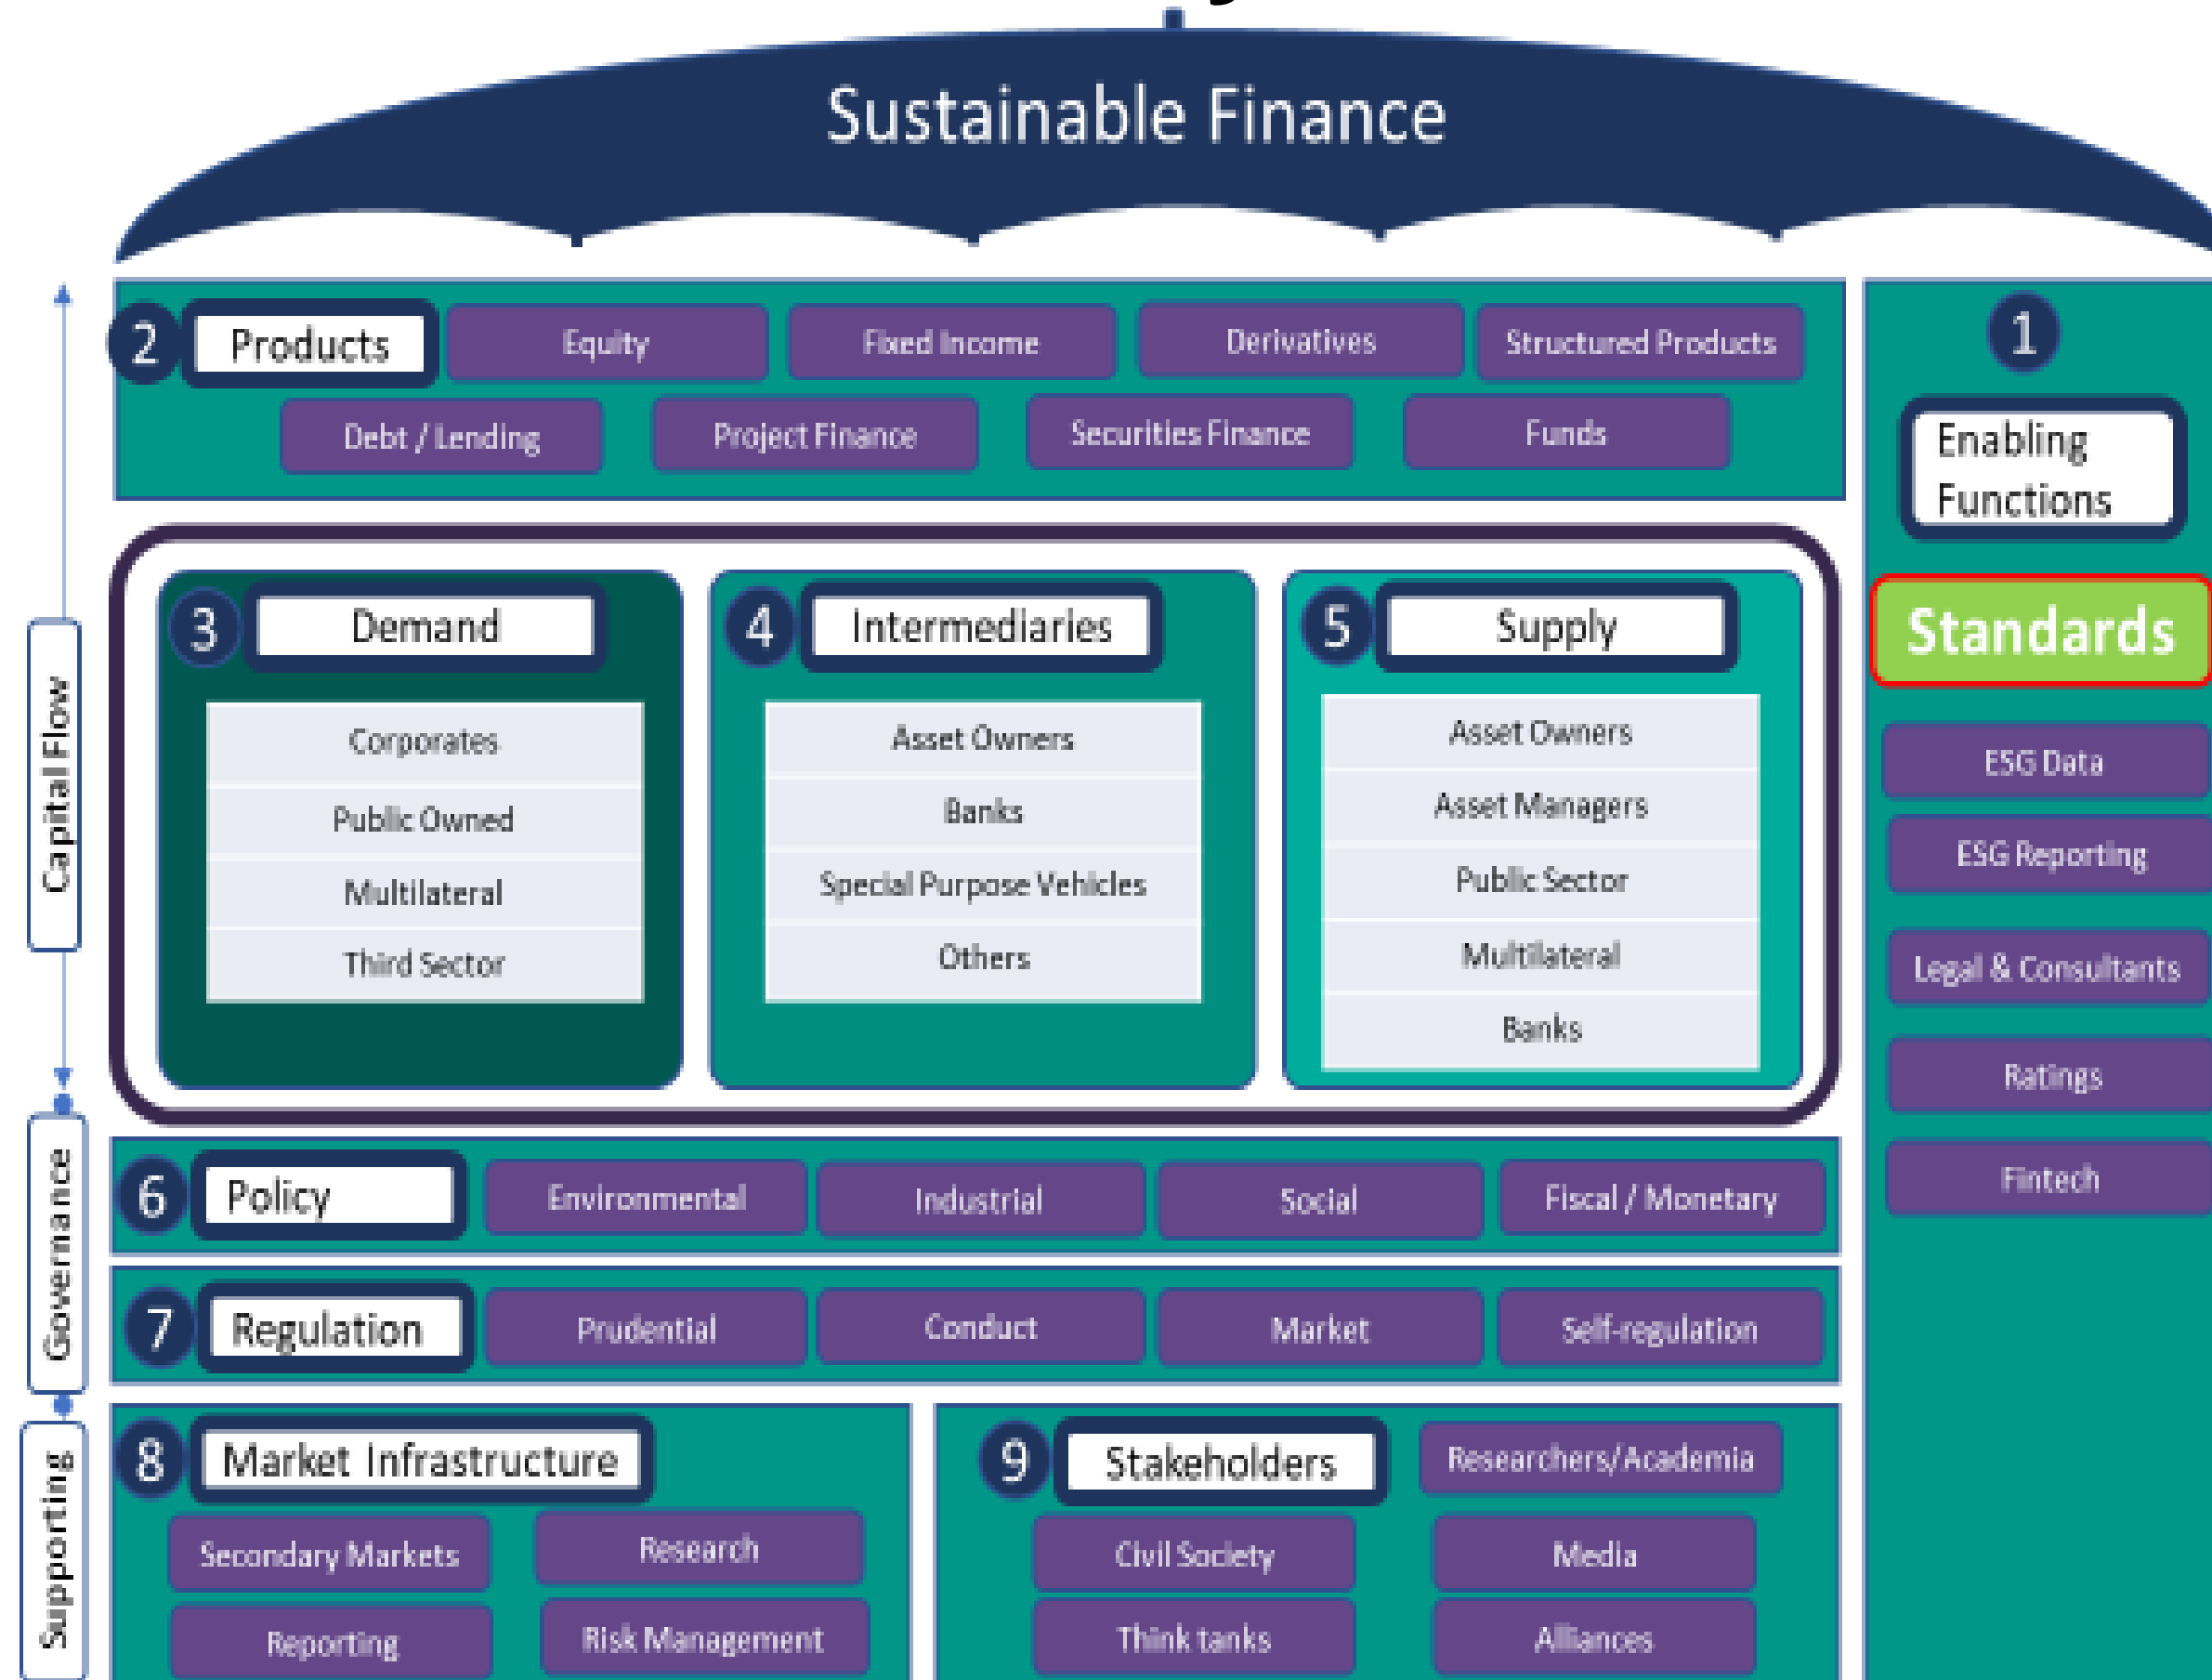 Sustainable Finance
2 Products Equity Fixed Income Derivatives Structured Products
Debt / Lending Project Finance Securities Finance Funds
1
Enabling
Functions
Standards
ESG Data
ESG Reporting
Legal & Consultants
Ratings
Fintech
Capital Flow
3 Demand
Corporates
Public Owned
Multilateral
Third Sector
4 Intermediaries
Asset Owners
Banks
Special Purpose Vehicles
Others
5 Supply
Asset Owners
Asset Managers
Public Sector
Multilateral
Banks
Governance
6 Policy Environmental Industrial Social Fiscal / Monetary
7 Regulation Prudential Conduct Market Self-regulation
Supporting
8 Market Infrastructure
Secondary Markets Research
Reporting Risk Management
9 Stakeholders Researchers/Academia
Civil Society Media
Think tanks Alliances